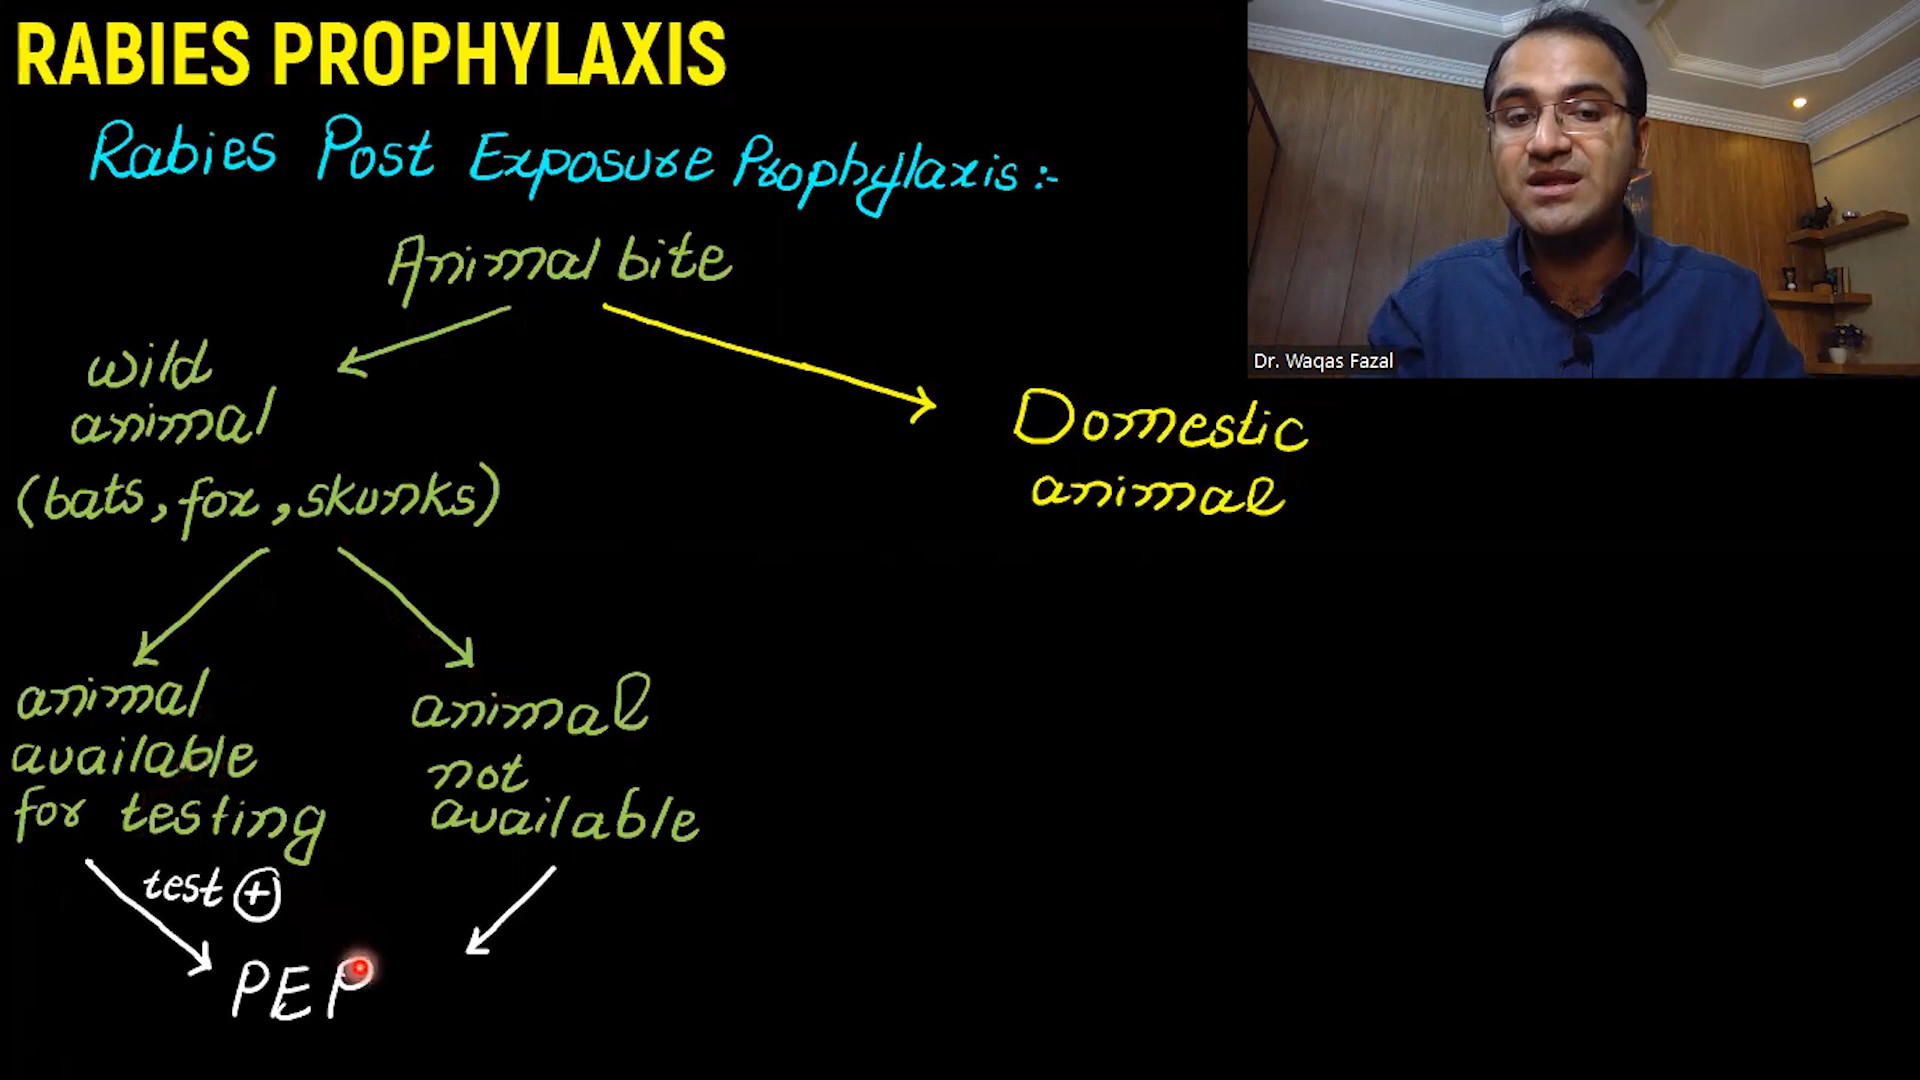 RABIES PROPHYLAXIS
Rabies Post Exposure Prophylaxis:-
Animal bite
wild
animal
(bats, fox, skunks)
Domestic
animal
animal
available
for testing
animal
not
available
test +
PEP
Dr. Waqas Fazal